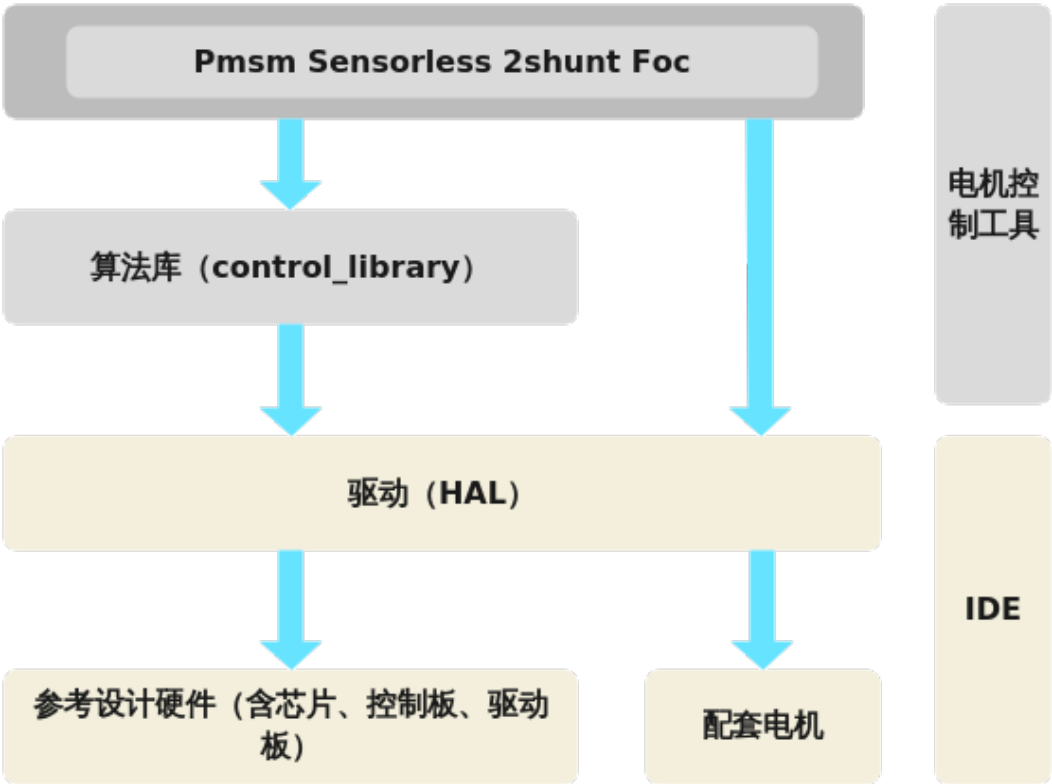 Pmsm Sensorless 2shunt Foc
电机控
制工具
算法库（control_library）
驱动（HAL）
IDE
参考设计硬件（含芯片、控制板、驱动
板）
配套电机